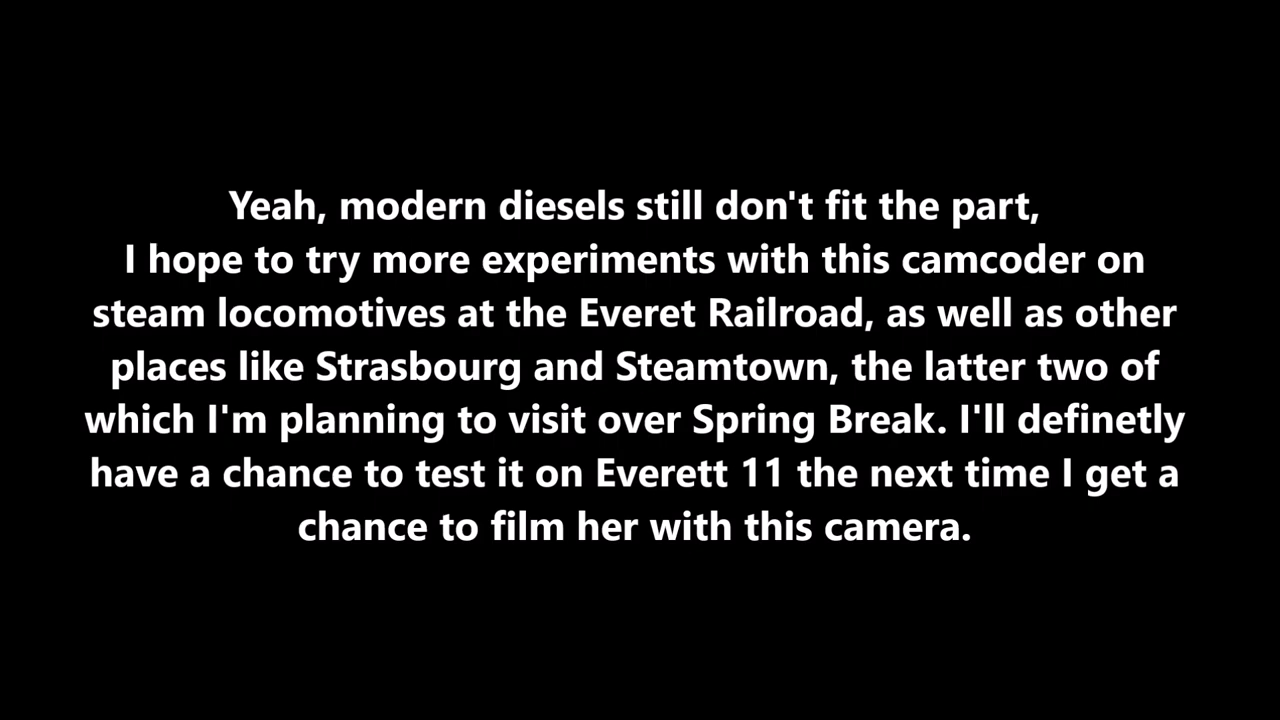 Yeah, modern diesels still don't fit the part,
I hope to try more experiments with this camcoder on
steam locomotives at the Everet Railroad, as well as other
places like Strasbourg and Steamtown, the latter two of
which I'm planning to visit over Spring Break. I'll definetly
have a chance to test it on Everett 11 the next time I get a
chance to film her with this camera.